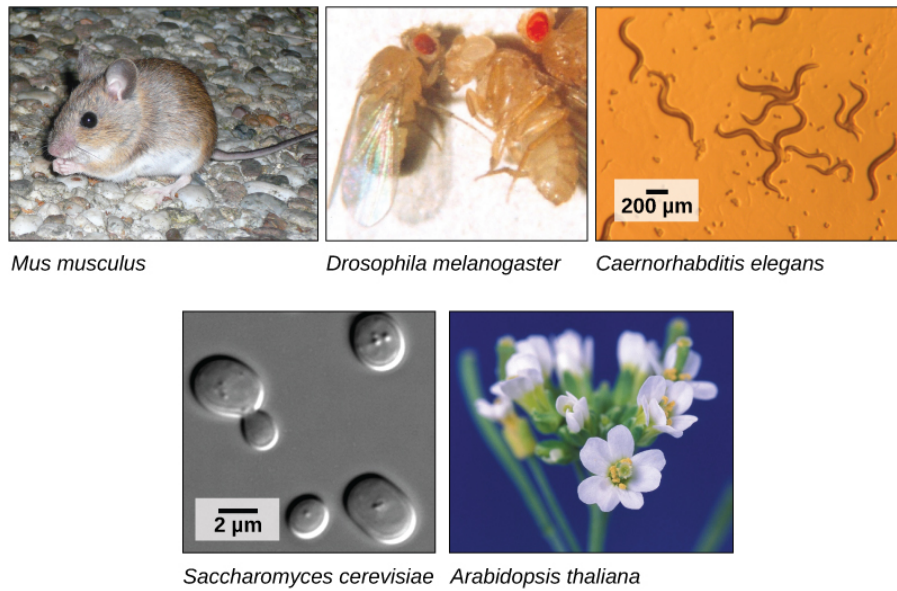 200 µm
Mus musculus
Drosophila melanogaster
Caernorhabditis elegans
2 µm
Saccharomyces cerevisiae
Arabidopsis thaliana